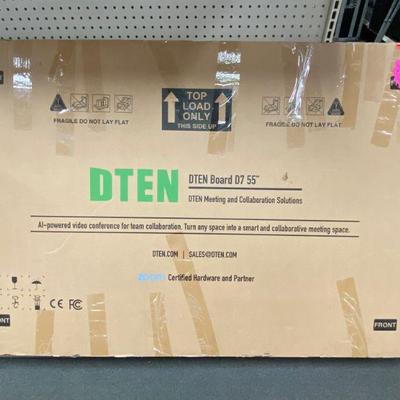 TOP
LOAD
ONLY
THIS SIDE UP
FRAGILE DO NOT LAY FLAT
FRAGILE DO NOT LAY FLAT
DTEN
DTEN Board D7 55"
DTEN Meeting and Collaboration Solutions
AI-powered video conference for team collaboration. Turn any space into a smart and collaborative meeting space.
DTEN.COM | SALES@DTEN.COM
zoom Certified Hardware and Partner
CE FC
FRONT